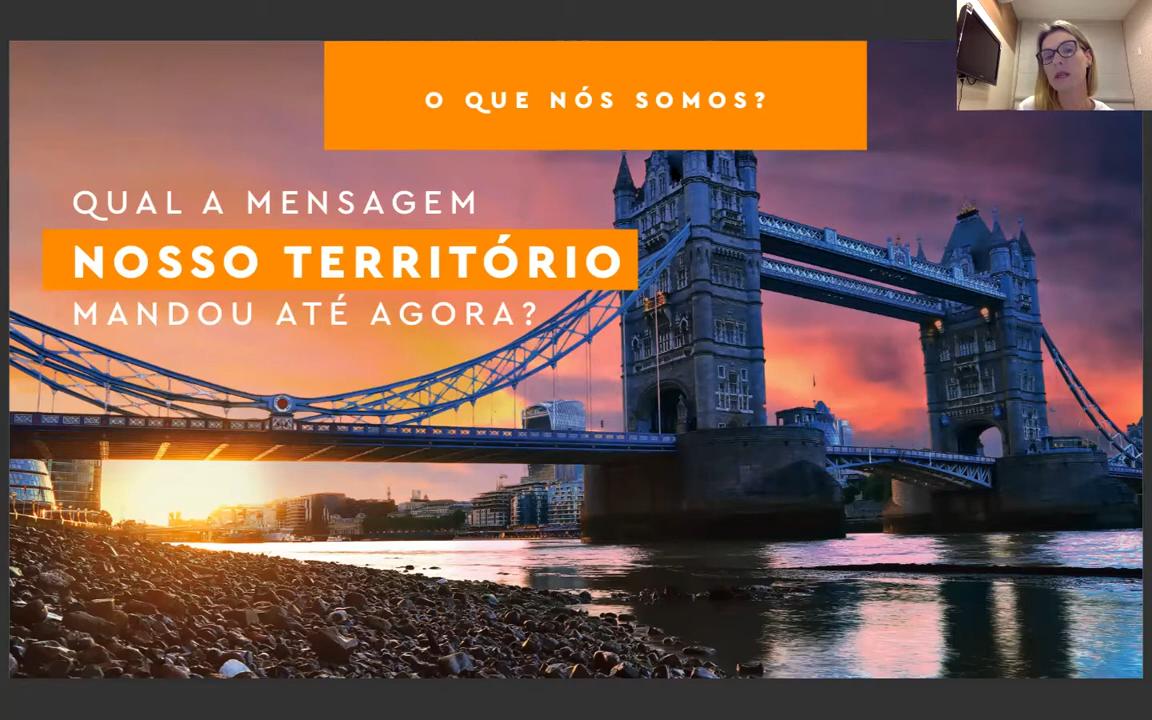 O QUE NÓS SOMOS?
QUAL A MENSAGEM
NOSSO TERRITÓRIO
MANDOU ATÉ AGORA?